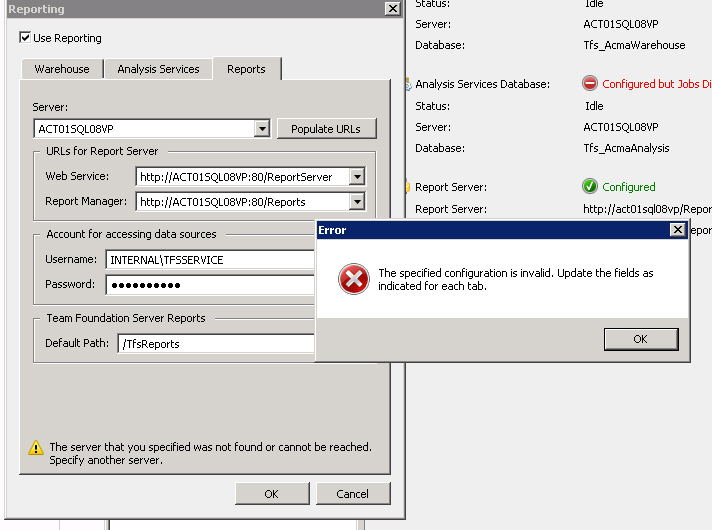 Reporting
Use Reporting
Warehouse Analysis Services Reports
Server:
ACT01SQL08VP Populate URLs
URLs for Report Server
Web Service: http://ACT01SQL08VP:80/ReportServer
Report Manager: http://ACT01SQL08VP:80/Reports
Account for accessing data sources
Username: INTERNAL\TFSSERVICE
Password: ●●●●●●●●●●
Team Foundation Server Reports
Default Path: /TfsReports
The server that you specified was not found or cannot be reached.
Specify another server.
OK Cancel
Status: Idle
Server: ACT01SQL08VP
Database: Tfs_AcmaWarehouse
Analysis Services Database: Configured but Jobs Di
Status: Idle
Server: ACT01SQL08VP
Database: Tfs_AcmaAnalysis
Report Server: Configured
Report Server: http://act01sql08vp/Repor
epor
Error
The specified configuration is invalid. Update the fields as
indicated for each tab.
OK